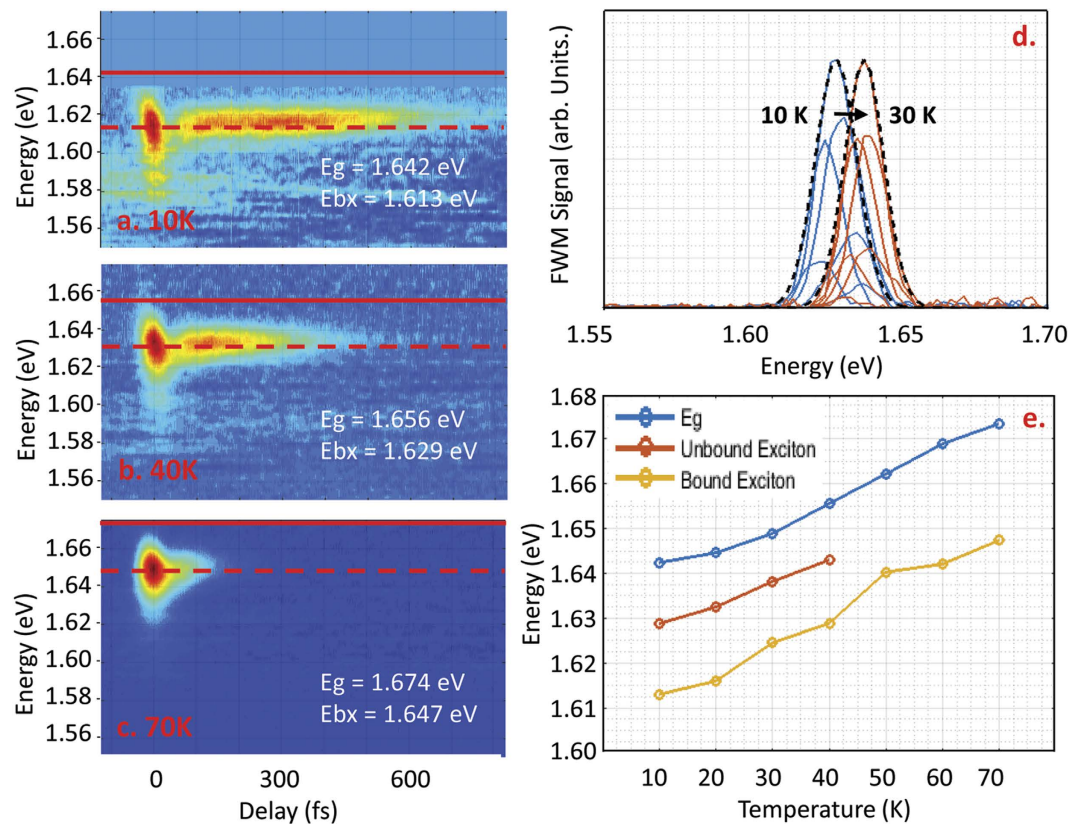 1.66
1.64
1.62
1.60
1.58
1.56
Energy (eV)
Eg = 1.642 eV
Ebx = 1.613 eV
a. 10K
1.66
1.64
1.62
1.60
1.58
1.56
Energy (eV)
Eg = 1.656 eV
Ebx = 1.629 eV
b. 40K
1.66
1.64
1.62
1.60
1.58
1.56
Energy (eV)
Eg = 1.674 eV
Ebx = 1.647 eV
c. 70K
0 300 600
Delay (fs)
d.
FWM Signal (arb. Units.)
10 K 30 K
1.55 1.60 1.65 1.70
Energy (eV)
e.
Eg
Unbound Exciton
Bound Exciton
1.68
1.67
1.66
1.65
1.64
1.63
1.62
1.61
1.60
Energy (eV)
10 20 30 40 50 60 70
Temperature (K)